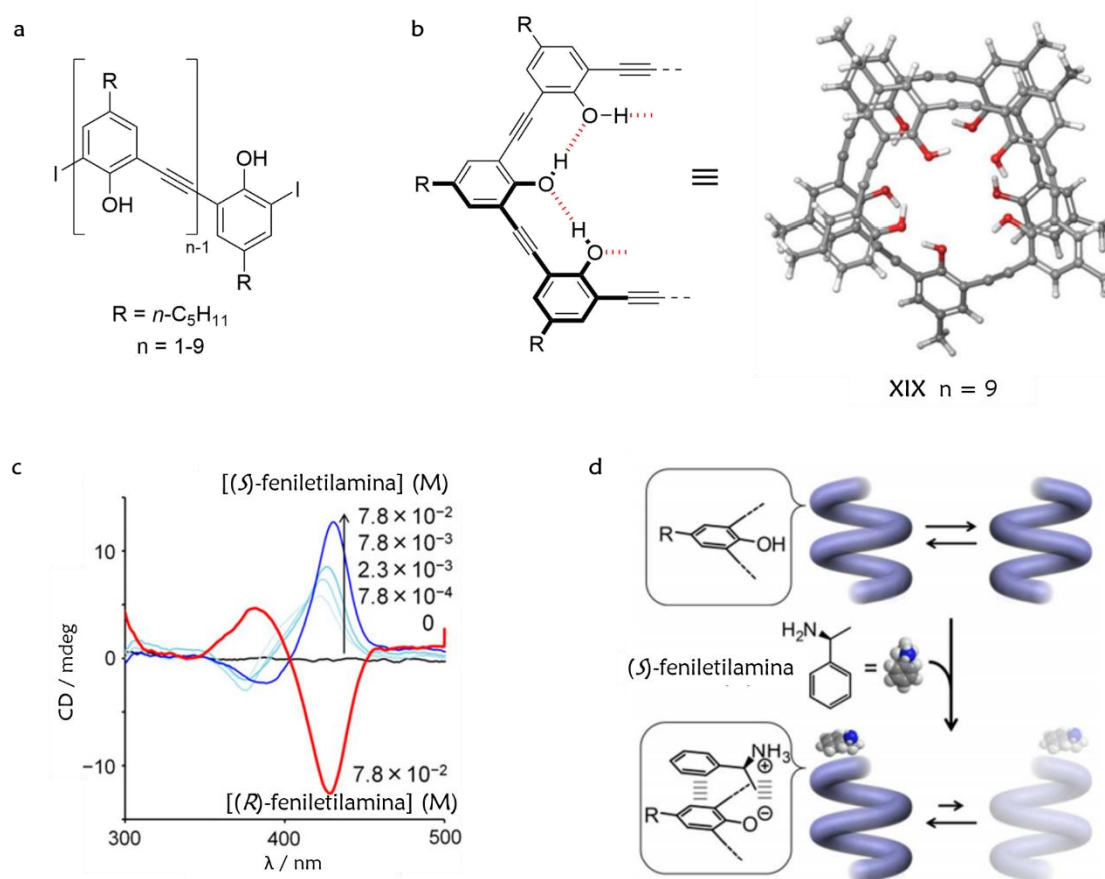 a
R
I
OH
OH
I
n-1
R
R = n-C₅H₁₁
n = 1-9
b
R
O-H
H
R
O
H
O
R
≡
XIX n = 9
c
[(S)-feniletilamina] (M)
7.8 × 10⁻²
7.8 × 10⁻³
2.3 × 10⁻³
7.8 × 10⁻⁴
0
10
0
−10
CD / mdeg
7.8 × 10⁻²
[(R)-feniletilamina] (M)
300
400
500
λ / nm
d
R
OH
H₂N
(S)-feniletilamina
=
NH₃
⊕
R
O
⊖